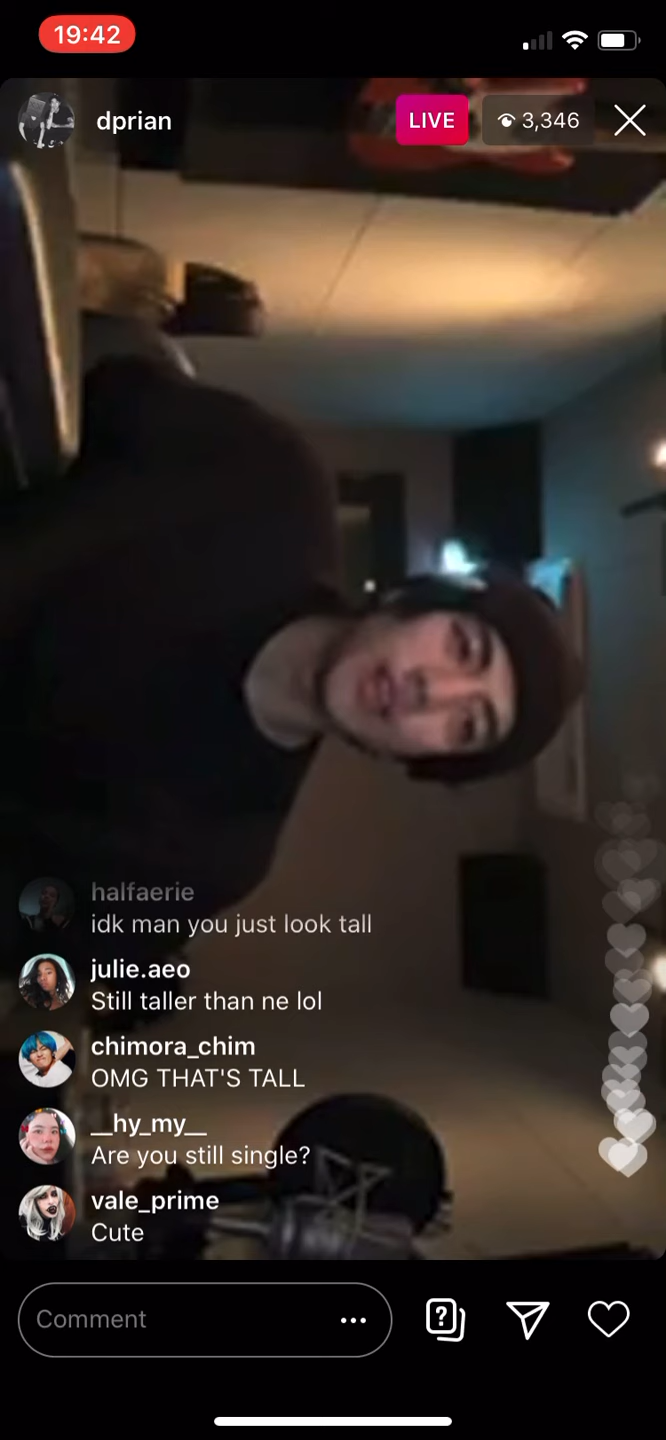 19:42
dprian
LIVE
3,346
halfaerie
idk man you just look tall
julie.aeo
Still taller than ne lol
chimora_chim
OMG THAT'S TALL
__hy_my__
Are you still single?
vale_prime
Cute
Comment